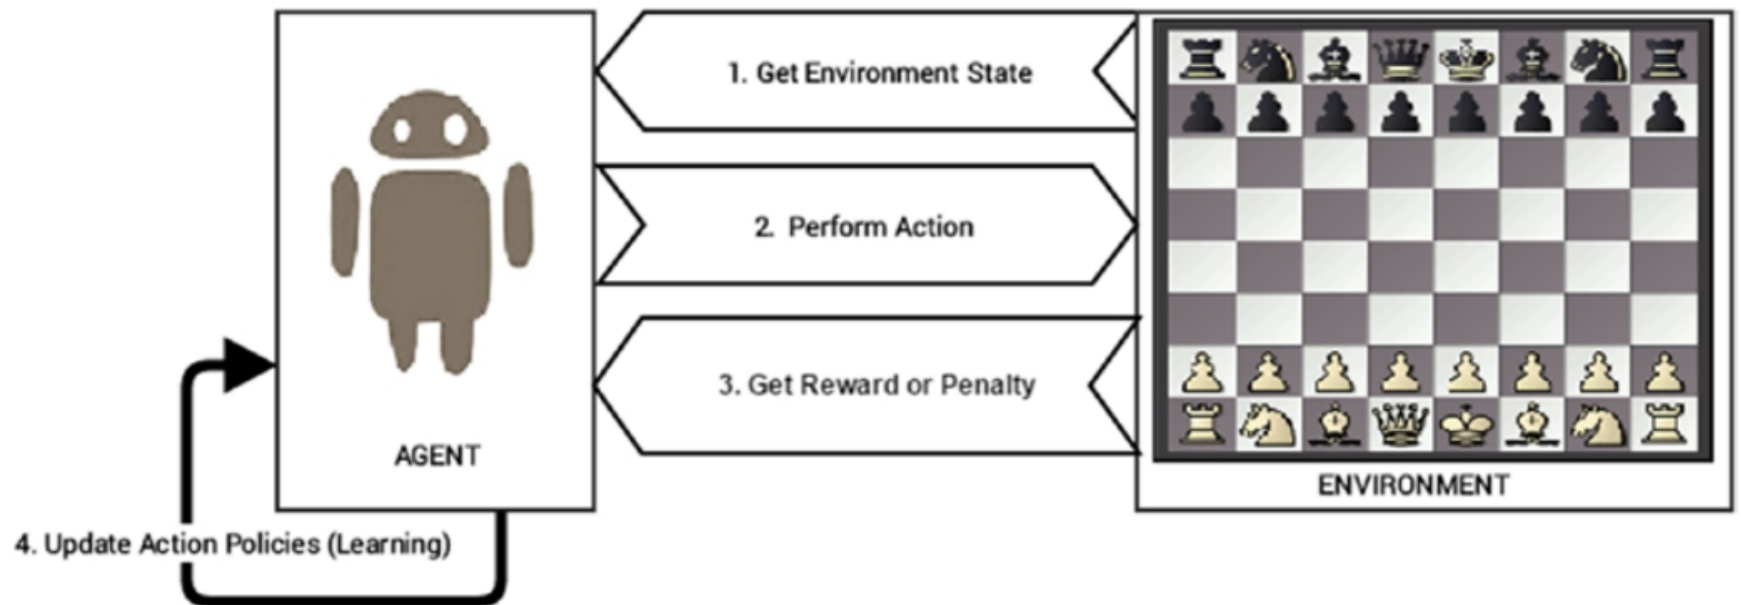 1. Get Environment State
2. Perform Action
3. Get Reward or Penalty
AGENT
ENVIRONMENT
4. Update Action Policies (Learning)